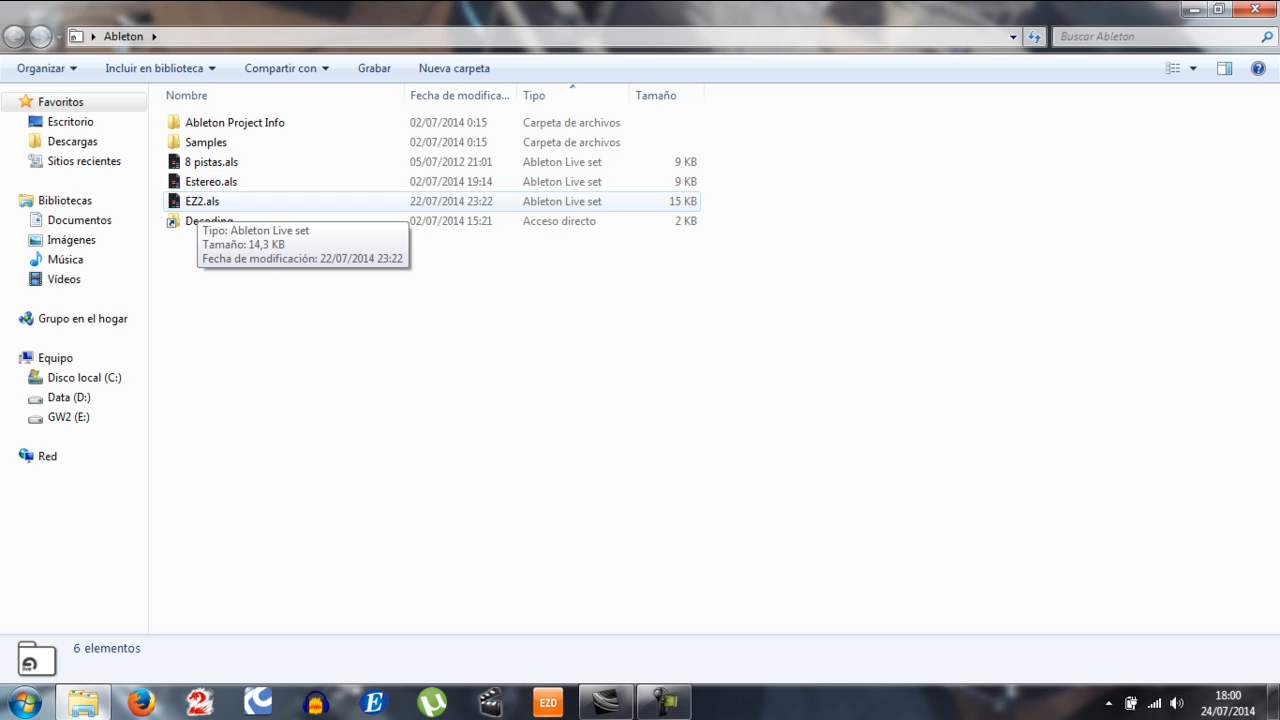 Ableton
Buscar Ableton
Organizar
Incluir en biblioteca
Compartir con
Grabar
Nueva carpeta
Nombre
Fecha de modifica...
Tipo
Tamaño
Favoritos
Escritorio
Descargas
Sitios recientes
Bibliotecas
Documentos
Imágenes
Música
Vídeos
Grupo en el hogar
Equipo
Disco local (C:)
Data (D:)
GW2 (E:)
Red
Ableton Project Info 02/07/2014 0:15 Carpeta de archivos
Samples 02/07/2014 0:15 Carpeta de archivos
8 pistas.als 05/07/2012 21:01 Ableton Live set 9 KB
Estereo.als 02/07/2014 19:14 Ableton Live set 9 KB
EZ2.als 22/07/2014 23:22 Ableton Live set 15 KB
Decoding 02/07/2014 15:21 Acceso directo 2 KB
Tipo: Ableton Live set
Tamaño: 14,3 KB
Fecha de modificación: 22/07/2014 23:22
6 elementos
EZD
18:00
24/07/2014